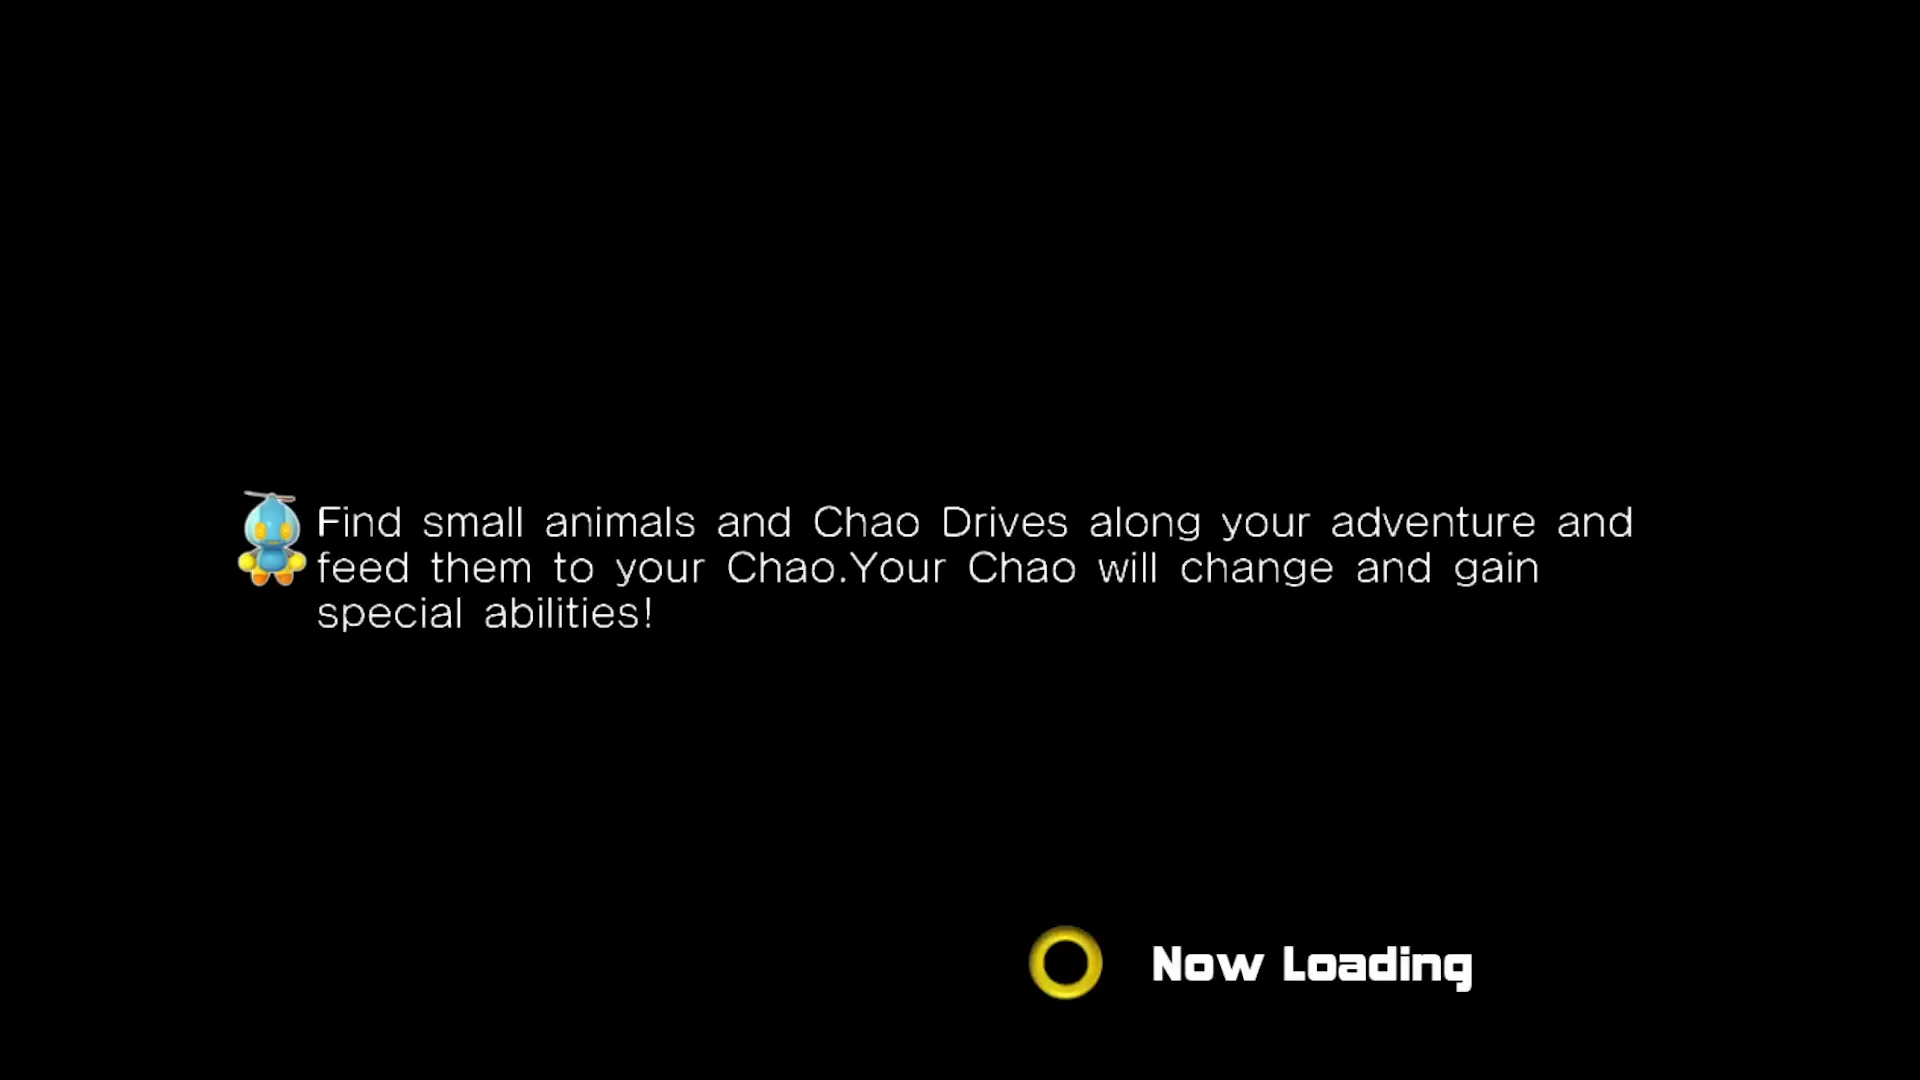 Find small animals and Chao Drives along your adventure and
feed them to your Chao.Your Chao will change and gain
special abilities!
Now Loading